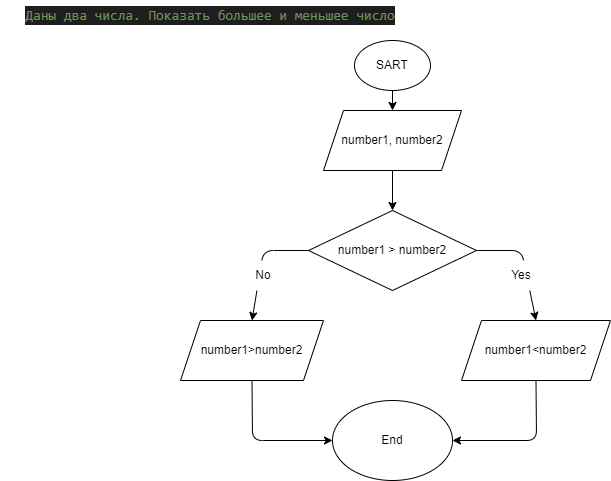 Даны два числа. Показать большее и меньшее число
SART
number1, number2
number1 > number2
No
Yes
number1>number2
number1<number2
End